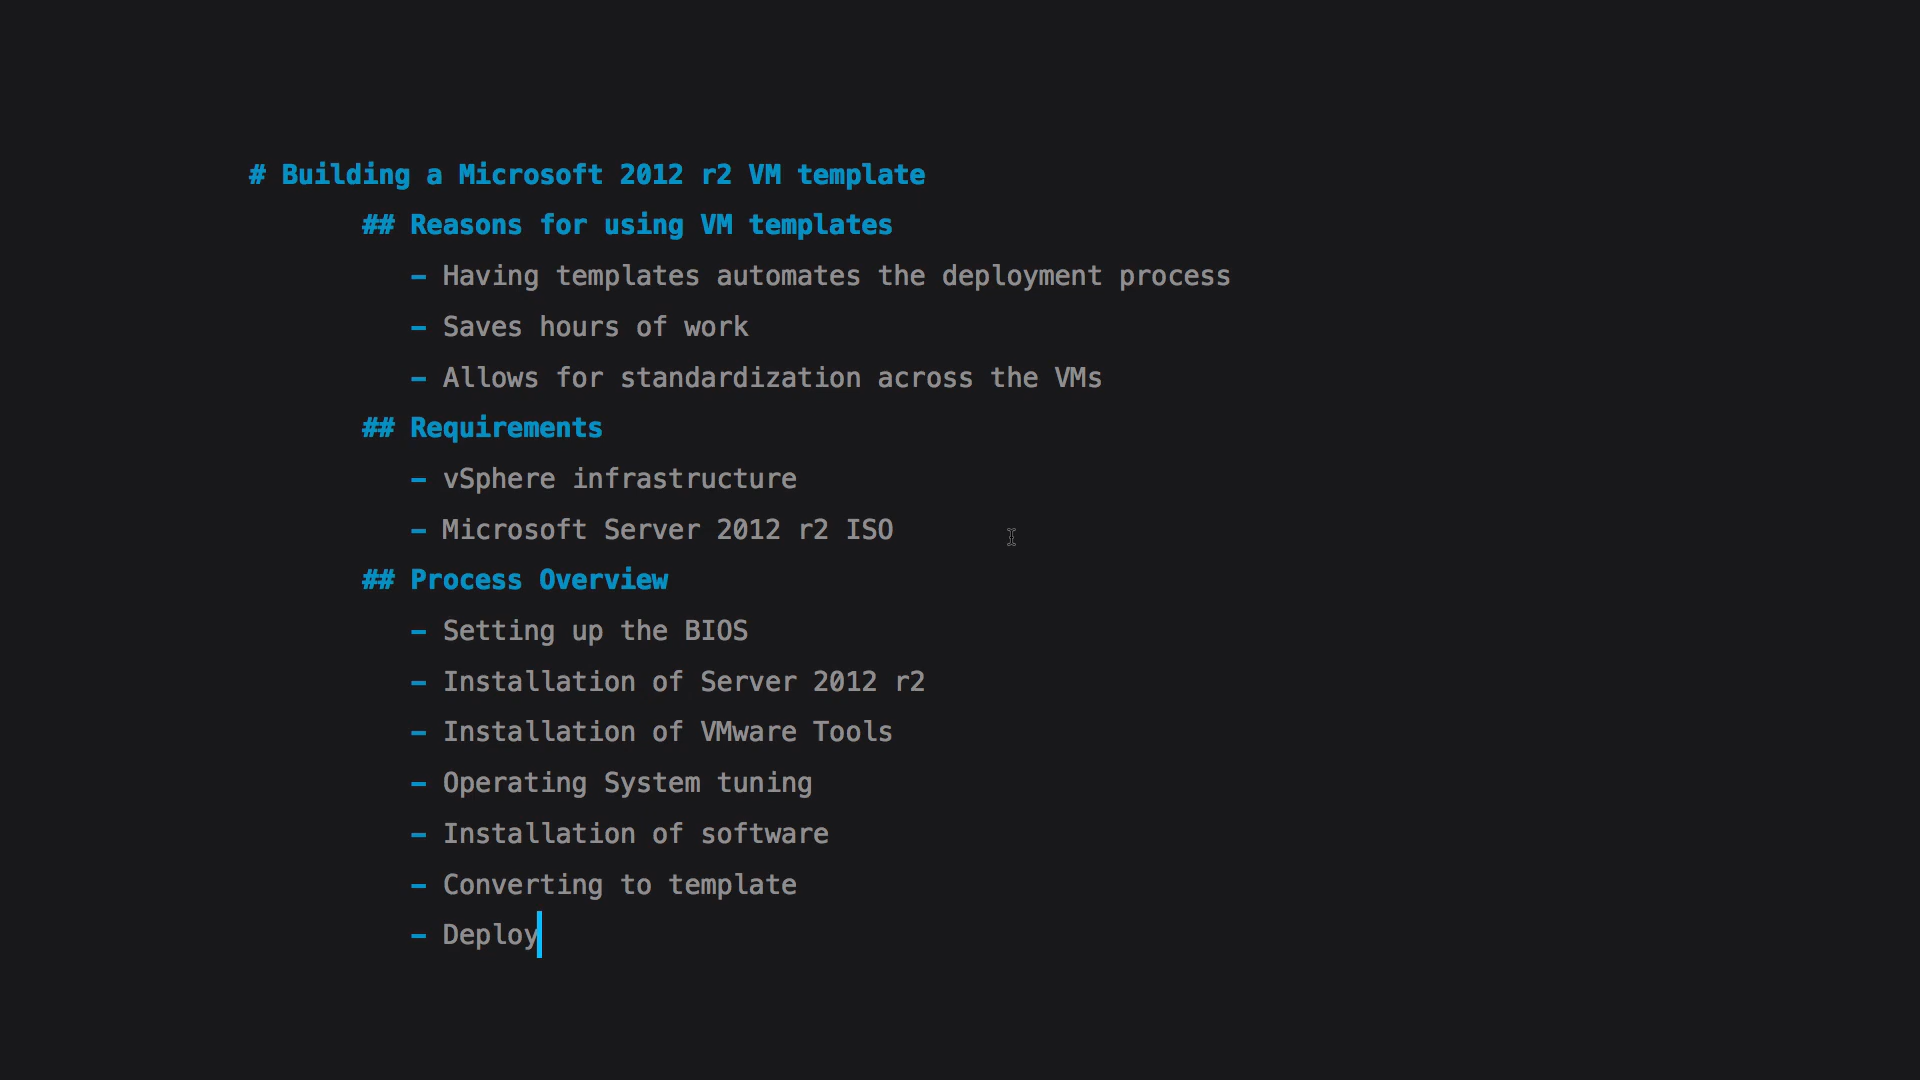 # Building a Microsoft 2012 r2 VM template
## Reasons for using VM templates
- Having templates automates the deployment process
- Saves hours of work
- Allows for standardization across the VMs
## Requirements
- vSphere infrastructure
- Microsoft Server 2012 r2 ISO
## Process Overview
- Setting up the BIOS
- Installation of Server 2012 r2
- Installation of VMware Tools
- Operating System tuning
- Installation of software
- Converting to template
- Deploy